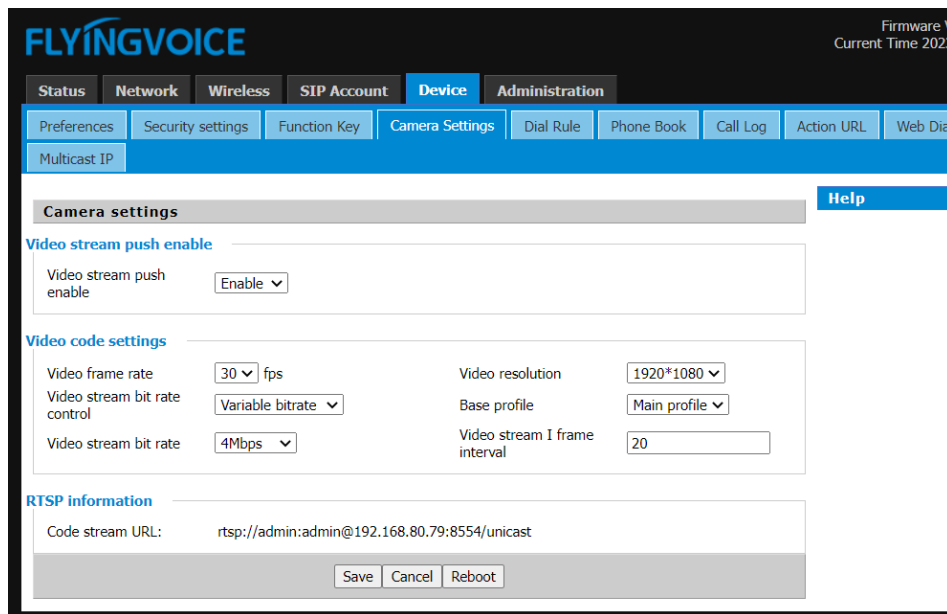 FLYINGVOICE
Firmware
Current Time 202
Status Network Wireless SIP Account Device Administration
Preferences Security settings Function Key Camera Settings Dial Rule Phone Book Call Log Action URL Web Dia
Multicast IP
Camera settings
Help
Video stream push enable
Video stream push
enable
Enable
Video code settings
Video frame rate 30 fps Video resolution 1920*1080
Video stream bit rate
control
Variable bitrate Base profile Main profile
Video stream bit rate 4Mbps Video stream I frame
interval
20
RTSP information
Code stream URL: rtsp://admin:admin@192.168.80.79:8554/unicast
Save Cancel Reboot